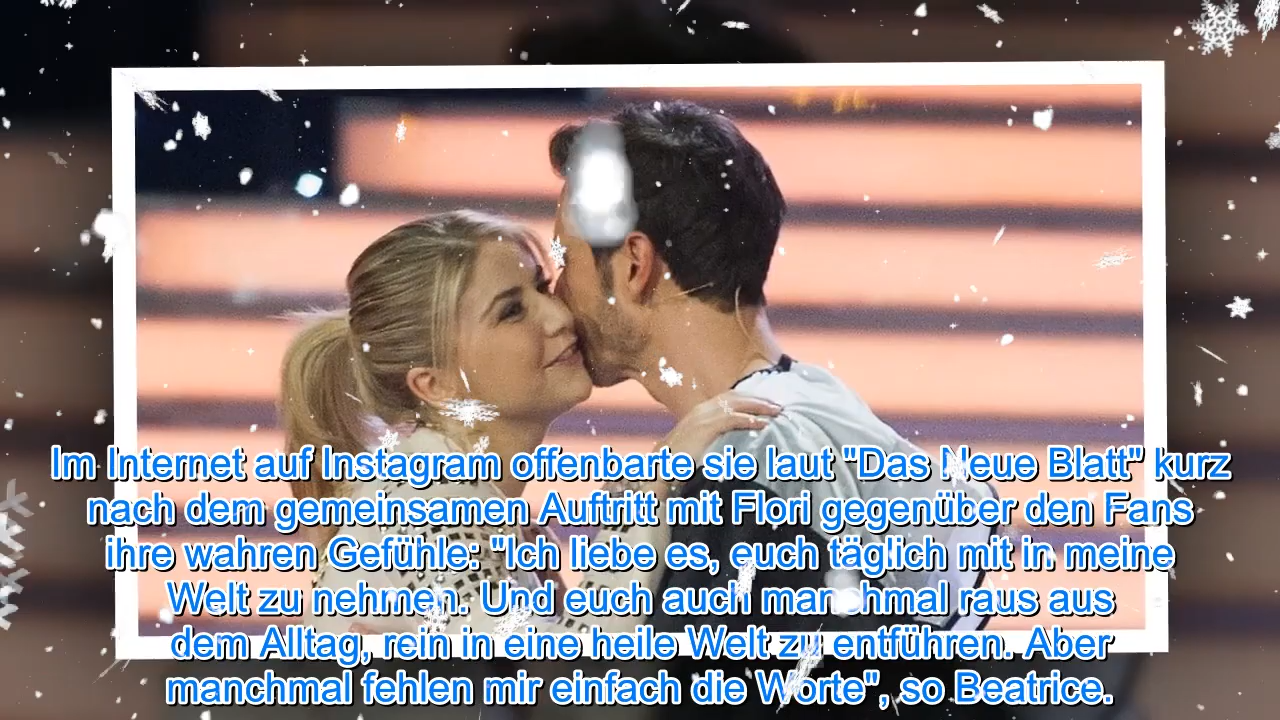 Im Internet auf Instagram offenbarte sie laut "Das Neue Blatt" kurz
nach dem gemeinsamen Auftritt mit Flori gegenüber den Fans
ihre wahren Gefühle: "Ich liebe es, euch täglich mit in meine
Welt zu nehmen. Und euch auch manchmal raus aus
dem Alltag, rein in eine heile Welt zu entführen. Aber
manchmal fehlen mir einfach die Worte", so Beatrice.